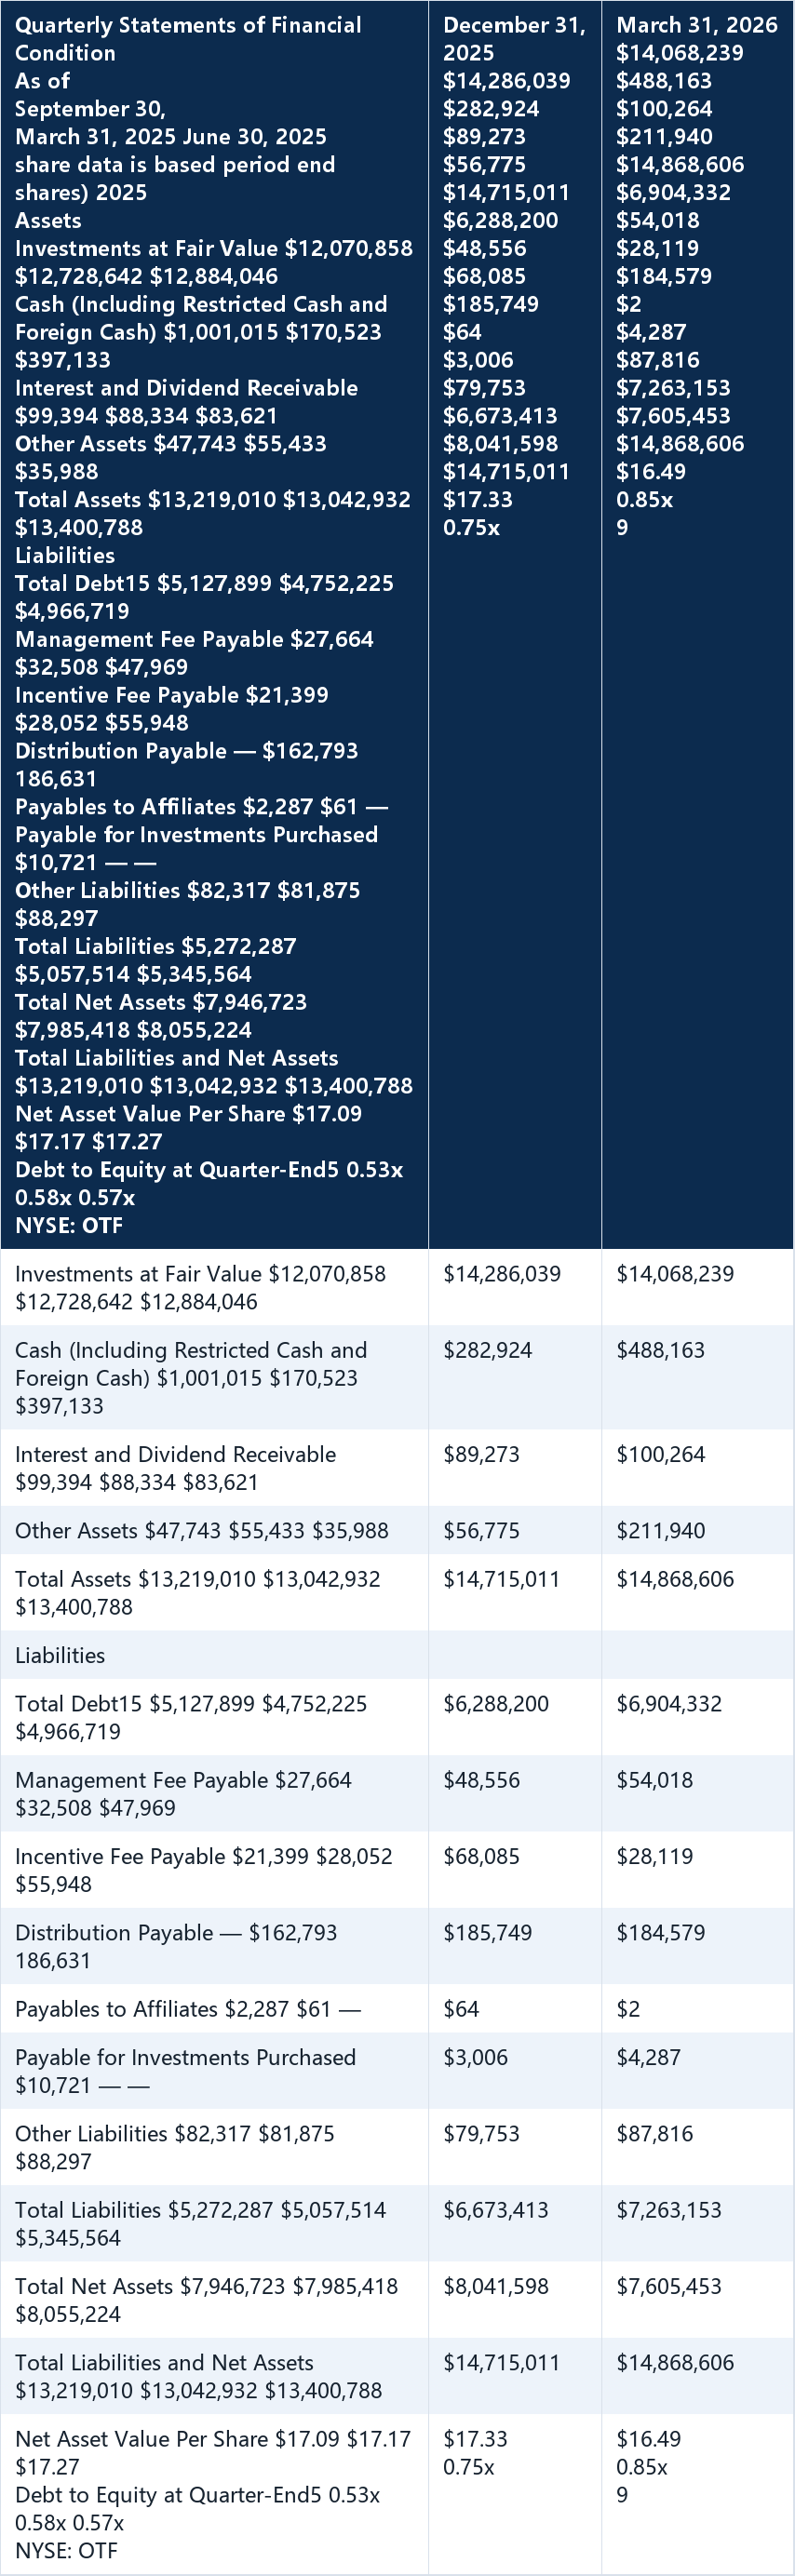 Quarterly Statements of Financial
Condition
As of
September 30,
March 31, 2025 June 30, 2025
share data is based period end
shares) 2025
Assets
Investments at Fair Value $12,070,858
$12,728,642 $12,884,046
Cash (Including Restricted Cash and
Foreign Cash) $1,001,015 $170,523
$397,133
Interest and Dividend Receivable
$99,394 $88,334 $83,621
Other Assets $47,743 $55,433
$35,988
Total Assets $13,219,010 $13,042,932
$13,400,788
Liabilities
Total Debt15 $5,127,899 $4,752,225
$4,966,719
Management Fee Payable $27,664
$32,508 $47,969
Incentive Fee Payable $21,399
$28,052 $55,948
Distribution Payable — $162,793
186,631
Payables to Affiliates $2,287 $61 —
Payable for Investments Purchased
$10,721 — —
Other Liabilities $82,317 $81,875
$88,297
Total Liabilities $5,272,287
$5,057,514 $5,345,564
Total Net Assets $7,946,723
$7,985,418 $8,055,224
Total Liabilities and Net Assets
$13,219,010 $13,042,932 $13,400,788
Net Asset Value Per Share $17.09
$17.17 $17.27
Debt to Equity at Quarter-End5 0.53x
0.58x 0.57x
NYSE: OTF
December 31,
2025
$14,286,039
$282,924
$89,273
$56,775
$14,715,011
$6,288,200
$48,556
$68,085
$185,749
$64
$3,006
$79,753
$6,673,413
$8,041,598
$14,715,011
$17.33
0.75x
March 31, 2026
$14,068,239
$488,163
$100,264
$211,940
$14,868,606
$6,904,332
$54,018
$28,119
$184,579
$2
$4,287
$87,816
$7,263,153
$7,605,453
$14,868,606
$16.49
0.85x
9
Investments at Fair Value $12,070,858
$12,728,642 $12,884,046
$14,286,039
$14,068,239
Cash (Including Restricted Cash and
Foreign Cash) $1,001,015 $170,523
$397,133
$282,924
$488,163
Interest and Dividend Receivable
$99,394 $88,334 $83,621
$89,273
$100,264
Other Assets $47,743 $55,433 $35,988
$56,775
$211,940
Total Assets $13,219,010 $13,042,932
$13,400,788
$14,715,011
$14,868,606
Liabilities
Total Debt15 $5,127,899 $4,752,225
$4,966,719
$6,288,200
$6,904,332
Management Fee Payable $27,664
$32,508 $47,969
$48,556
$54,018
Incentive Fee Payable $21,399 $28,052
$55,948
$68,085
$28,119
Distribution Payable — $162,793
186,631
$185,749
$184,579
Payables to Affiliates $2,287 $61 —
$64
$2
Payable for Investments Purchased
$10,721 — —
$3,006
$4,287
Other Liabilities $82,317 $81,875
$88,297
$79,753
$87,816
Total Liabilities $5,272,287 $5,057,514
$5,345,564
$6,673,413
$7,263,153
Total Net Assets $7,946,723 $7,985,418
$8,055,224
$8,041,598
$7,605,453
Total Liabilities and Net Assets
$13,219,010 $13,042,932 $13,400,788
$14,715,011
$14,868,606
Net Asset Value Per Share $17.09 $17.17
$17.27
Debt to Equity at Quarter-End5 0.53x
0.58x 0.57x
NYSE: OTF
$17.33
0.75x
$16.49
0.85x
9